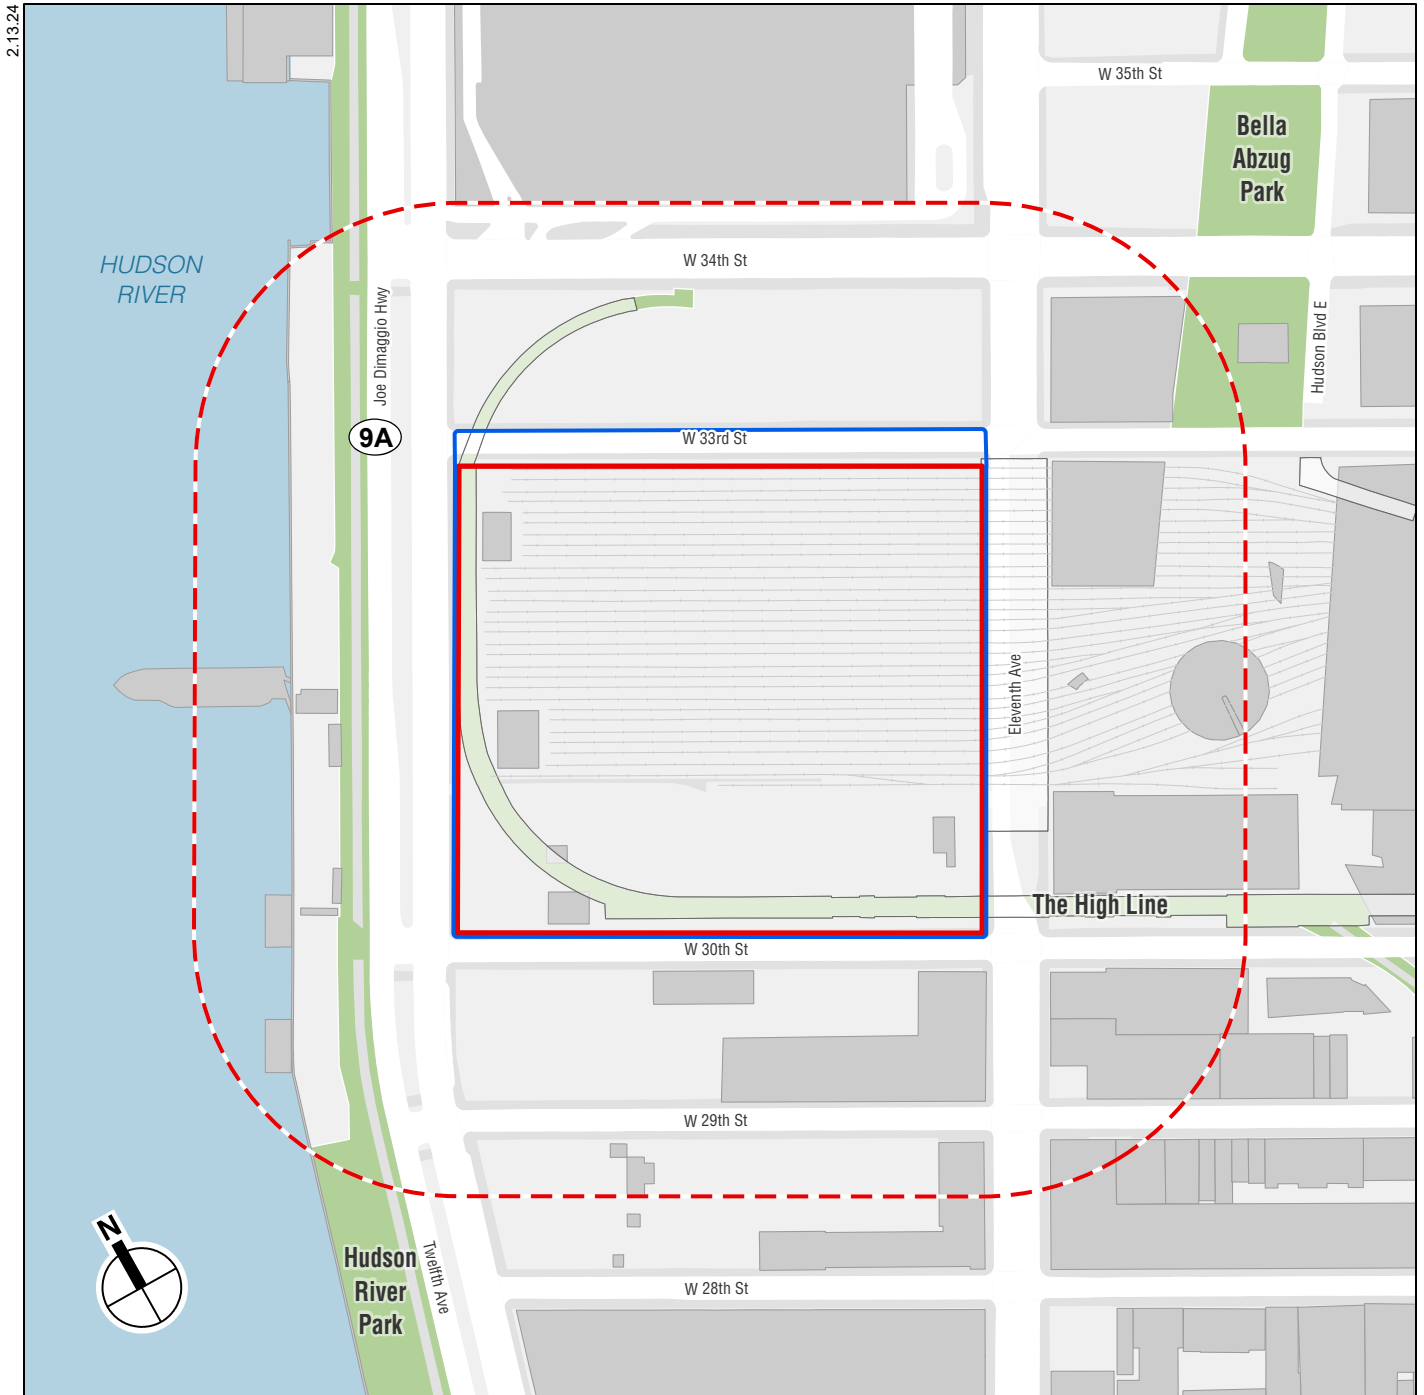 2.13.24
W 35th St
Bella
Abzug
Park
HUDSON
RIVER
W 34th St
Joe Dimaggio Hwy
Hudson Blvd E
9A
W 33rd St
Eleventh Ave
The High Line
W 30th St
W 29th St
N
Hudson
River
Park
Twelfth Ave
W 28th St